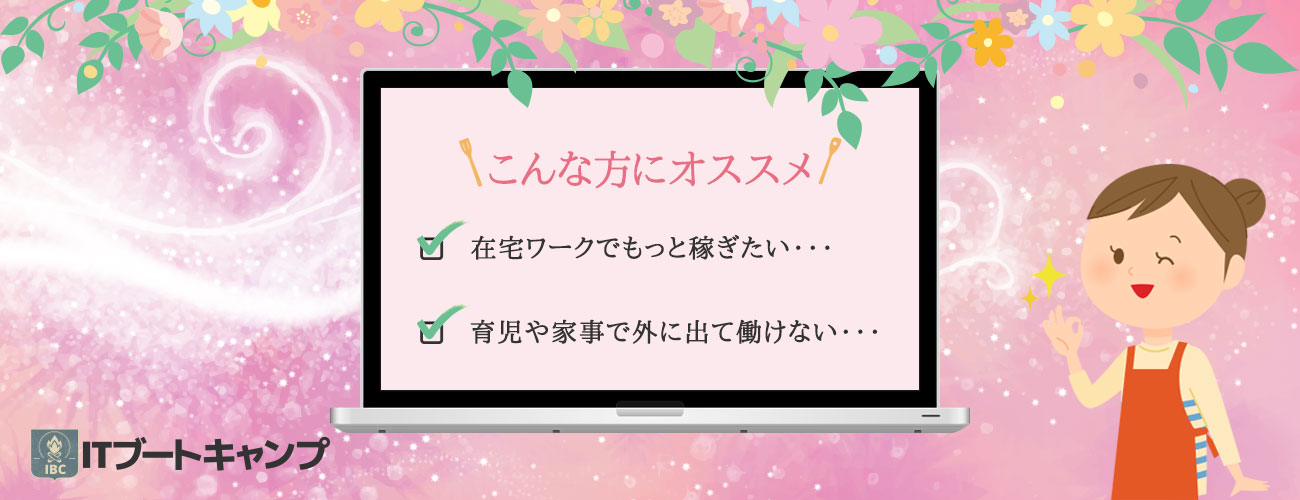 こんな方にオススメ
在宅ワークでもっと稼ぎたい・・・
育児や家事で外に出て働けない・・・
IBC
ITブートキャンプ